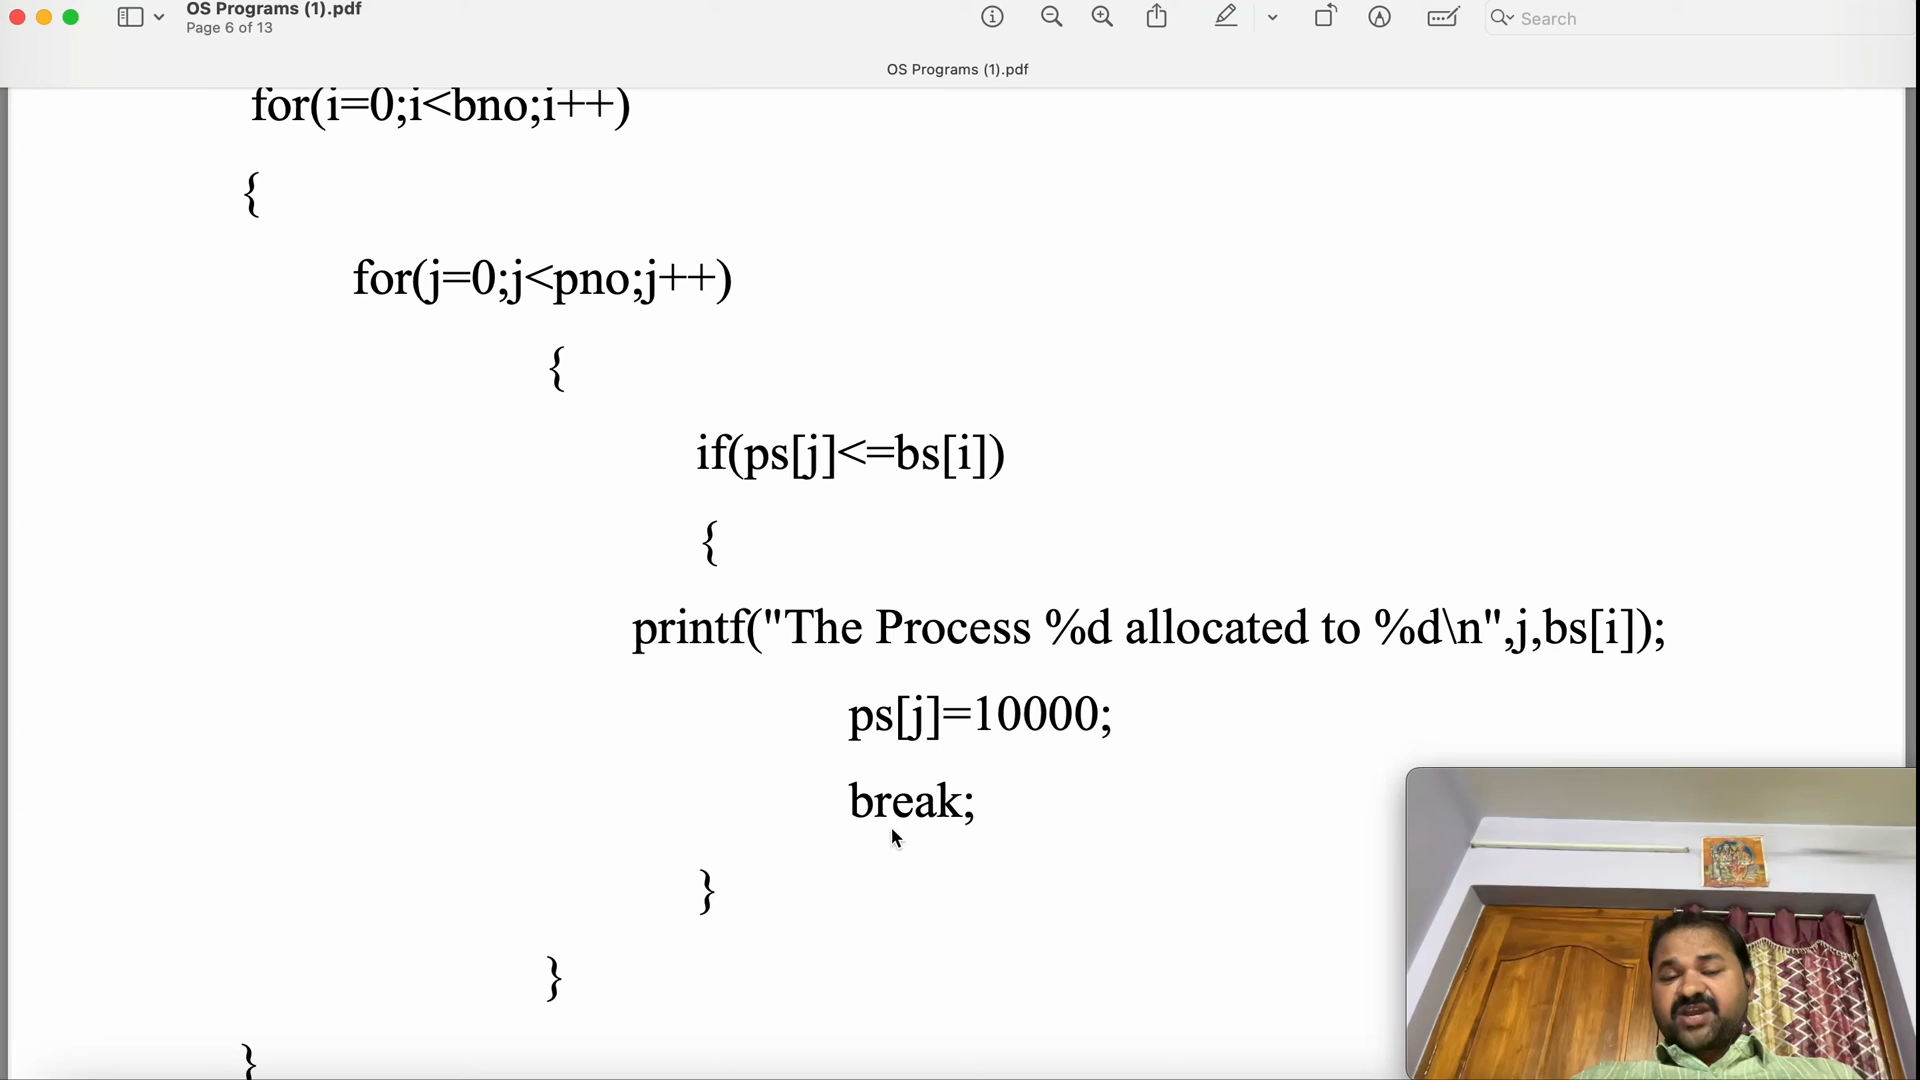 OS Programs (1).pdf
Page 6 of 13
Search
OS Programs (1).pdf
for(i=0;i<bno;i++)
{
for(j=0;j<pno;j++)
{
if(ps[j]<=bs[i])
{
printf("The Process %d allocated to %d\n",j,bs[i]);
ps[j]=10000;
break;
}
}
}